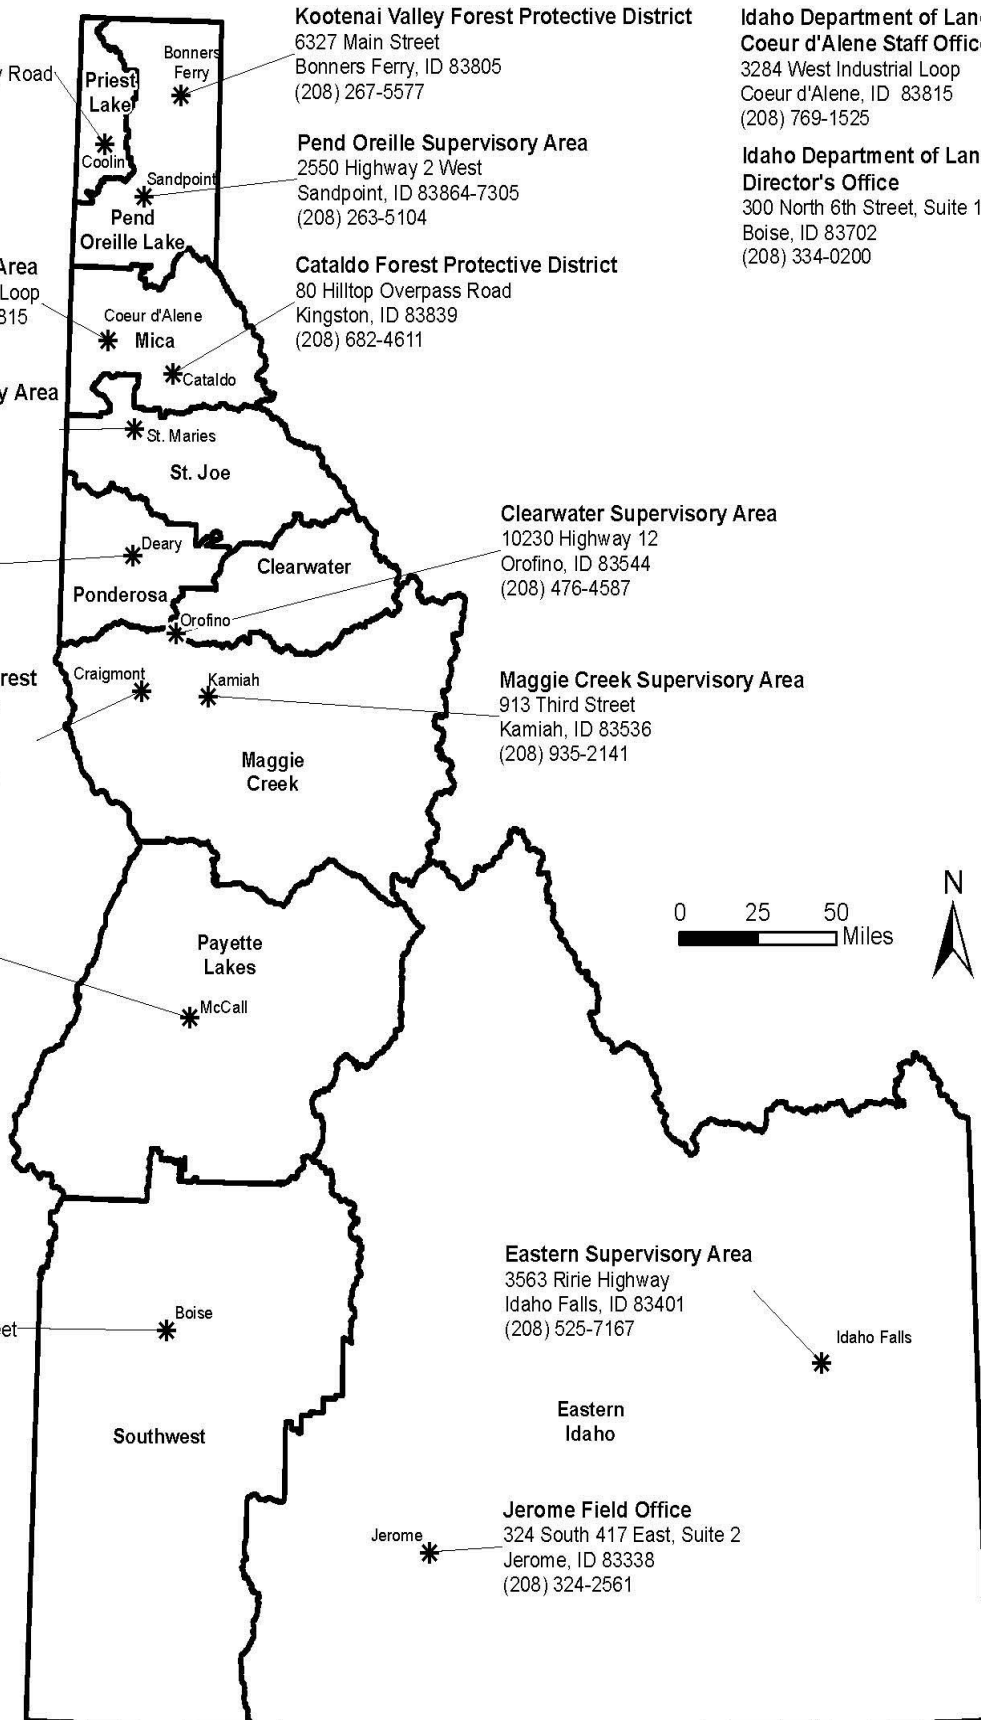 Kootenai Valley Forest Protective District
6327 Main Street
Bonners Ferry, ID 83805
(208) 267-5577
Idaho Department of Lan
Coeur d'Alene Staff Offic
3284 West Industrial Loop
Coeur d'Alene, ID 83815
(208) 769-1525
Idaho Department of Lan
Director's Office
300 North 6th Street, Suite 1
Boise, ID 83702
(208) 334-0200
Pend Oreille Supervisory Area
2550 Highway 2 West
Sandpoint, ID 83864-7305
(208) 263-5104
Cataldo Forest Protective District
80 Hilltop Overpass Road
Kingston, ID 83839
(208) 682-4611
y Road
Bonners
Ferry
Priest
Lake
Coolin
Sandpoint
Pend
Oreille Lake
Area
Loop
815
Coeur d'Alene
Mica
Cataldo
y Area
St. Maries
St. Joe
Clearwater Supervisory Area
10230 Highway 12
Orofino, ID 83544
(208) 476-4587
Deary
Clearwater
Ponderosa
Orofino
rest
Craigmont
Kamiah
Maggie Creek Supervisory Area
913 Third Street
Kamiah, ID 83536
(208) 935-2141
Maggie
Creek
N
0 25 50
Miles
Payette
Lakes
McCall
Eastern Supervisory Area
3563 Ririe Highway
Idaho Falls, ID 83401
(208) 525-7167
Boise
eet
Idaho Falls
Eastern
Idaho
Southwest
Jerome Field Office
324 South 417 East, Suite 2
Jerome, ID 83338
(208) 324-2561
Jerome